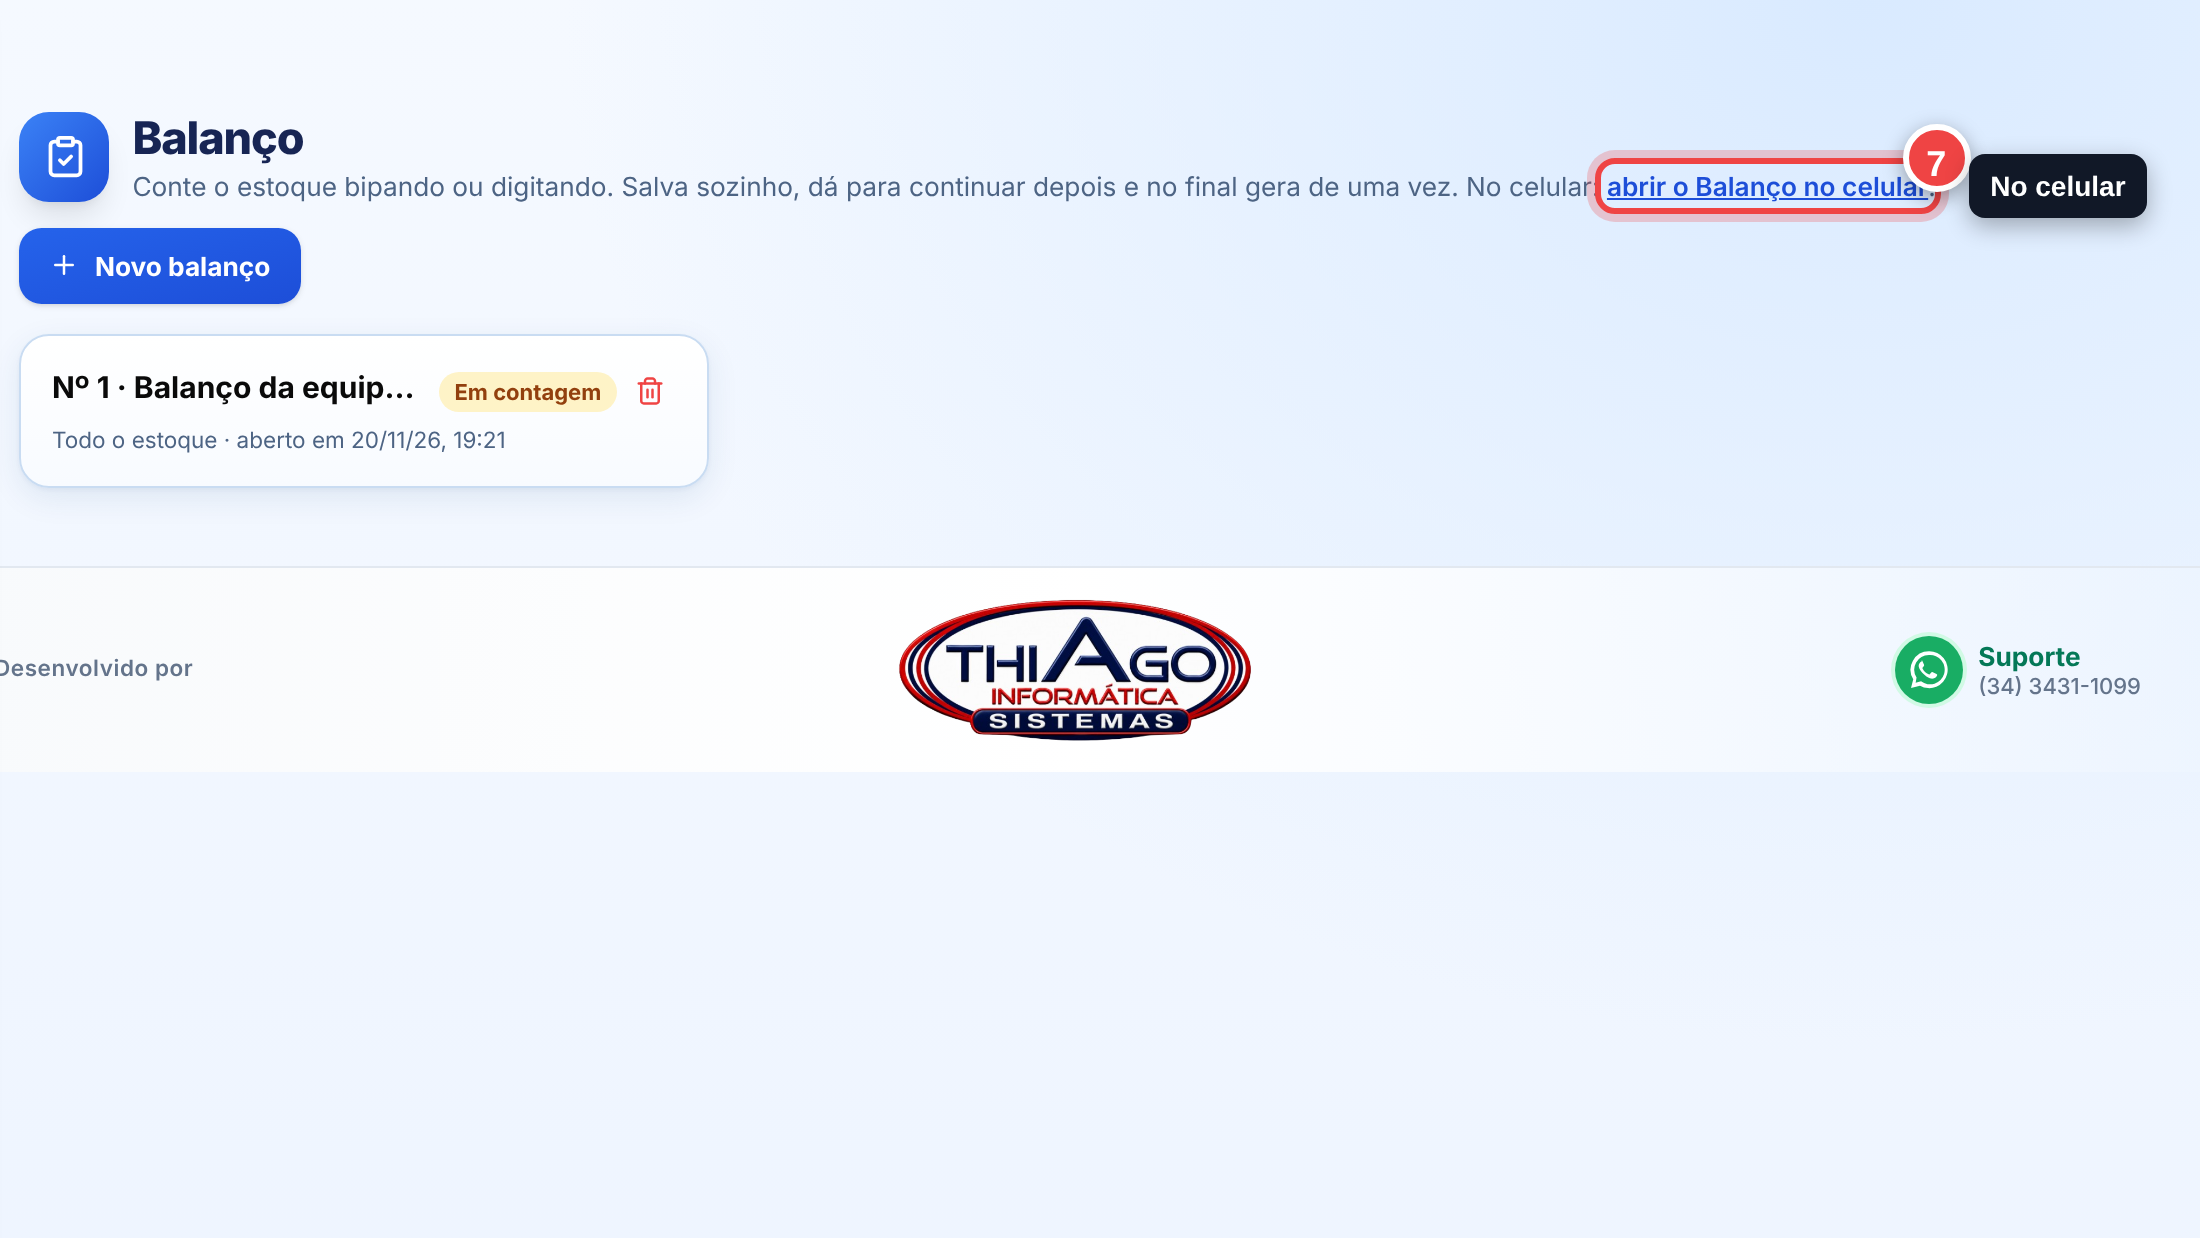 Balanço
Conte o estoque bipando ou digitando. Salva sozinho, dá para continuar depois e no final gera de uma vez. No celular: abrir o Balanço no celular.
7
No celular
Novo balanço
Nº 1 · Balanço da equip...
Em contagem
Todo o estoque · aberto em 20/11/26, 19:21
Desenvolvido por
THIAGO
INFORMÁTICA
SISTEMAS
Suporte
(34) 3431-1099